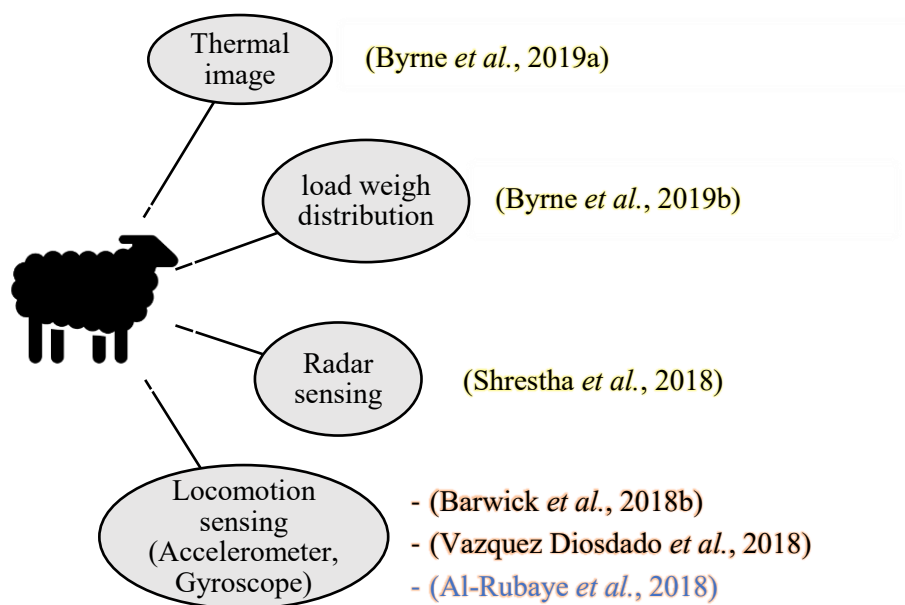 Thermal
image
(Byrne et al., 2019a)
load weigh
distribution
(Byrne et al., 2019b)
Radar
sensing
(Shrestha et al., 2018)
Locomotion
sensing
(Accelerometer,
Gyroscope)
- (Barwick et al., 2018b)
- (Vazquez Diosdado et al., 2018)
- (Al-Rubaye et al., 2018)